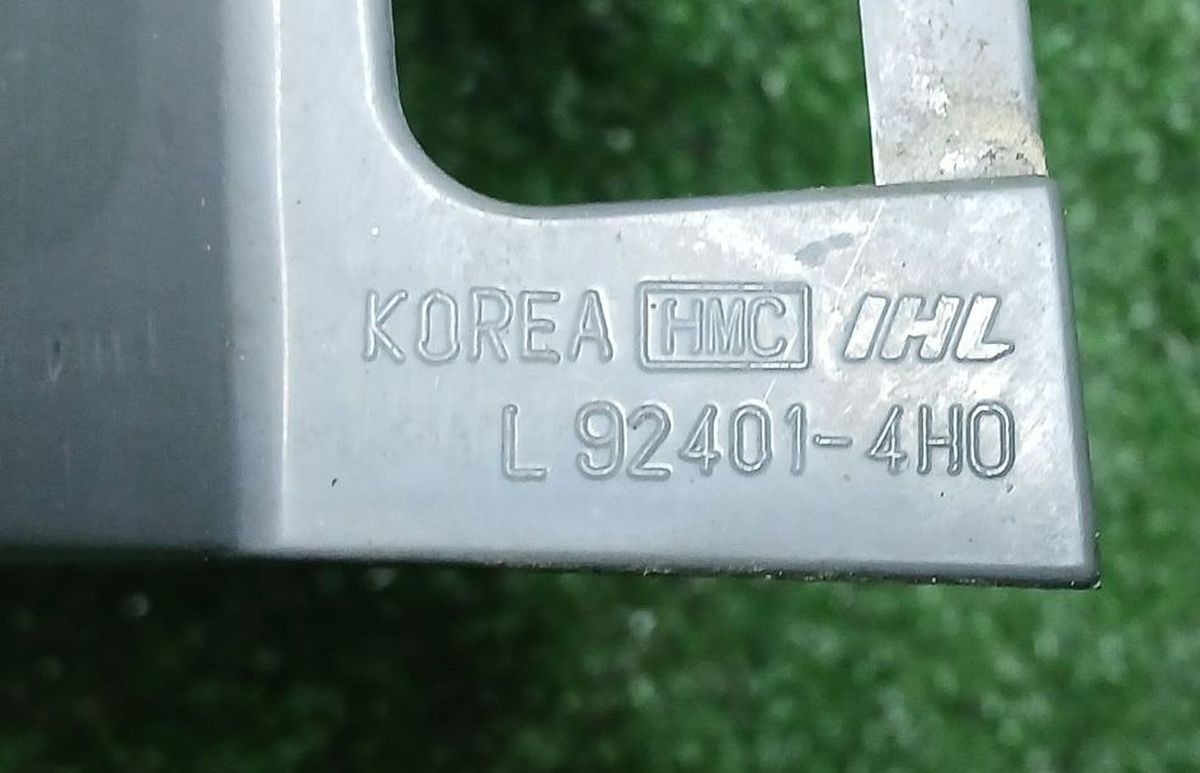 KOREA HMC IHL
L 92401-4H0